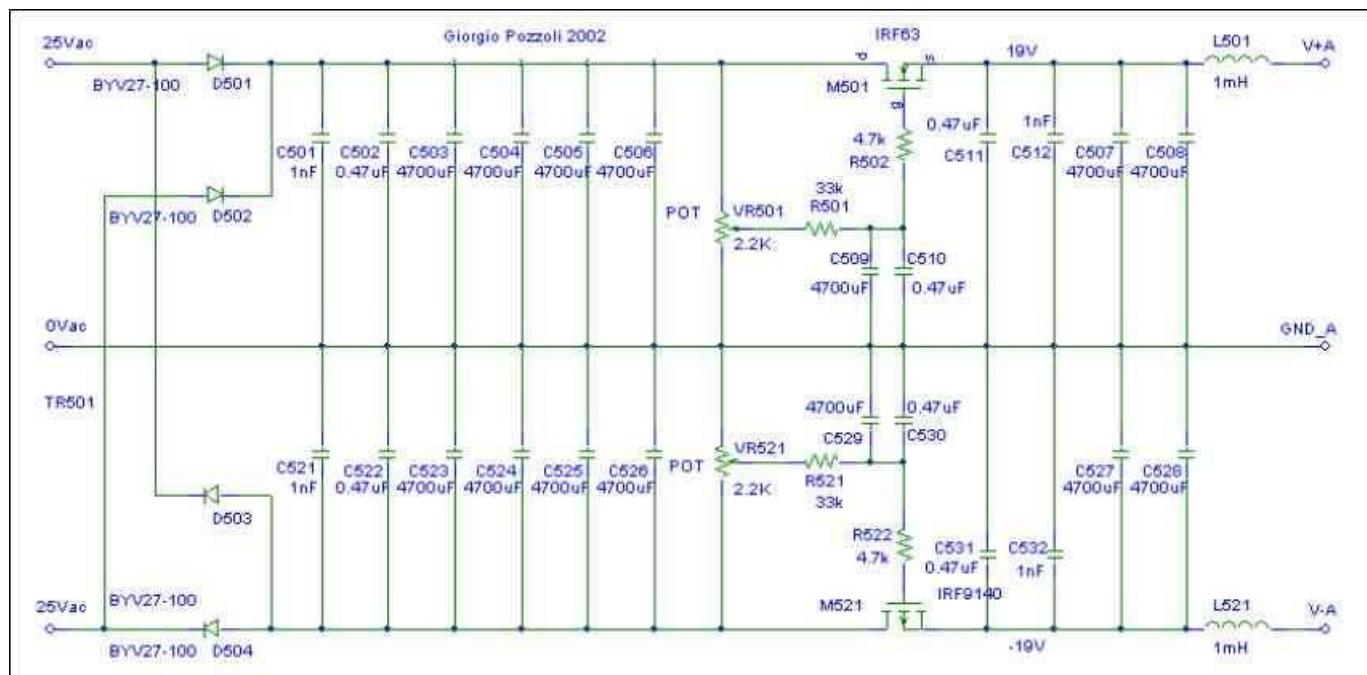 25Vac
Giorgio Pozzoli 2002
IRF63
19V
L501
V+A
BYV27-100
D501
d
s
M501
g
1mH
C501
1nF
C502
0.47uF
C503
4700uF
C504
4700uF
C505
4700uF
C506
4700uF
4.7k
R502
0.47uF
C511
1nF
C512
C507
4700uF
C508
4700uF
BYV27-100
D502
POT
VR501
2.2K
33k
R501
C509
4700uF
C510
0.47uF
0Vac
GND_A
TR501
C521
1nF
C522
0.47uF
C523
4700uF
C524
4700uF
C525
4700uF
C526
4700uF
POT
VR521
2.2K
4700uF
C529
0.47uF
C530
R521
33k
C527
4700uF
C528
4700uF
D503
R522
4.7k
C531
0.47uF
C532
1nF
25Vac
BYV27-100
BYV27-100
D504
M521
IRF9140
-19V
L521
1mH
V-A